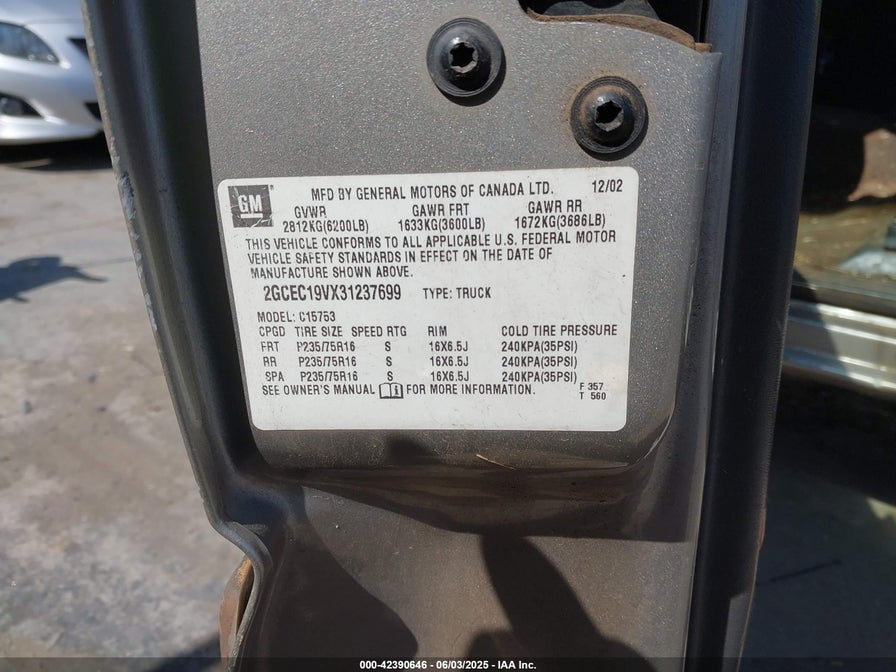 GM MFD BY GENERAL MOTORS OF CANADA LTD. 12/02
GVWR GAWR FRT GAWR RR
2812KG(6200LB) 1633KG(3600LB) 1672KG(3686LB)
THIS VEHICLE CONFORMS TO ALL APPLICABLE U.S. FEDERAL MOTOR
VEHICLE SAFETY STANDARDS IN EFFECT ON THE DATE OF
MANUFACTURE SHOWN ABOVE.
2GCEC19VX31237699 TYPE: TRUCK
MODEL: C15753
CPGD TIRE SIZE SPEED RTG RIM COLD TIRE PRESSURE
FRT P235/75R16 S 16X6.5J 240KPA(35PSI)
RR P235/75R16 S 16X6.5J 240KPA(35PSI)
SPA P235/75R16 S 16X6.5J 240KPA(35PSI)
SEE OWNER'S MANUAL FOR MORE INFORMATION.
F 357
T 560
000-42390646 - 06/03/2025 - IAA Inc.